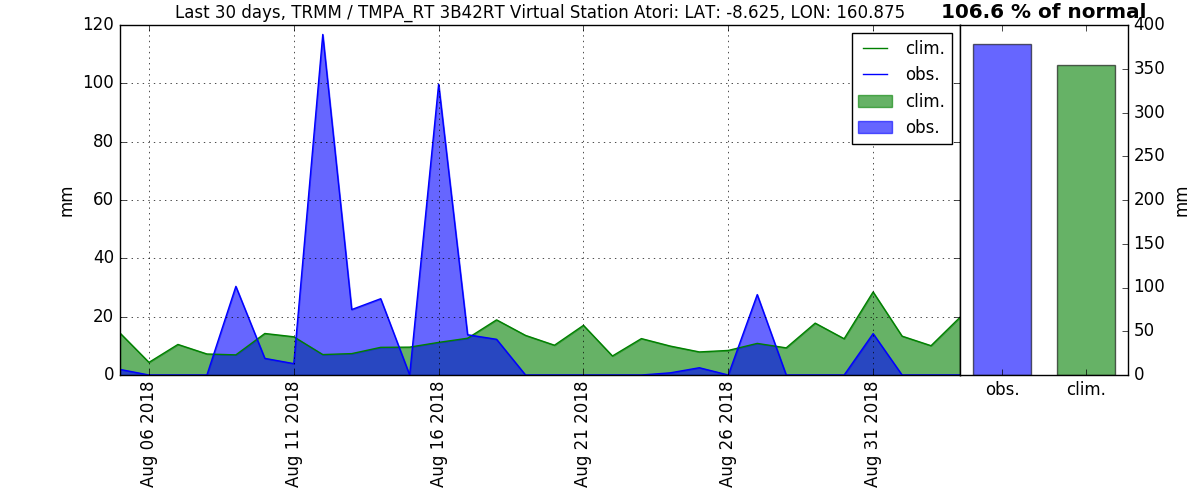 Last 30 days, TRMM / TMPA_RT 3B42RT Virtual Station Atori: LAT: -8.625, LON: 160.875
106.6 % of normal
120
100
80
60
40
20
0
mm
clim.
obs.
clim.
obs.
400
350
300
250
200
150
100
50
0
mm
Aug 06 2018
Aug 11 2018
Aug 16 2018
Aug 21 2018
Aug 26 2018
Aug 31 2018
obs.
clim.